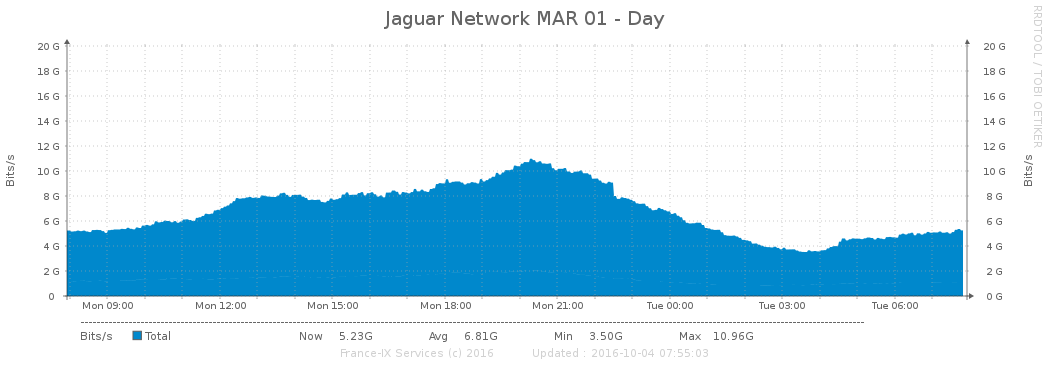 Jaguar Network MAR 01 - Day
RRDTOOL / TOBI OETIKER
Bits/s
Bits/s
20 G 20 G
18 G 18 G
16 G 16 G
14 G 14 G
12 G 12 G
10 G 10 G
8 G 8 G
6 G 6 G
4 G 4 G
2 G 2 G
0 0 G
Mon 09:00 Mon 12:00 Mon 15:00 Mon 18:00 Mon 21:00 Tue 00:00 Tue 03:00 Tue 06:00
Bits/s Total Now 5.23G Avg 6.81G Min 3.50G Max 10.96G
France-IX Services (c) 2016 Updated : 2016-10-04 07:55:03